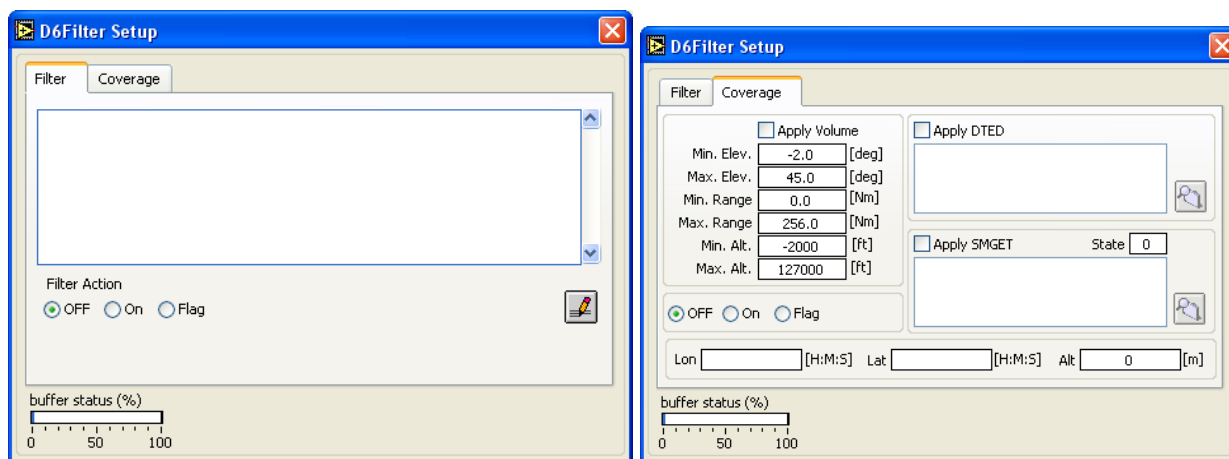 D6Filter Setup
Filter Coverage
Filter Action
OFF On Flag
buffer status (%)
0 50 100
D6Filter Setup
Filter Coverage
Apply Volume
Min. Elev. -2.0 [deg]
Max. Elev. 45.0 [deg]
Min. Range 0.0 [Nm]
Max. Range 256.0 [Nm]
Min. Alt. -2000 [ft]
Max. Alt. 127000 [ft]
OFF On Flag
Apply DTED
Apply SMGET State 0
Lon [H:M:S] Lat [H:M:S] Alt 0 [m]
buffer status (%)
0 50 100